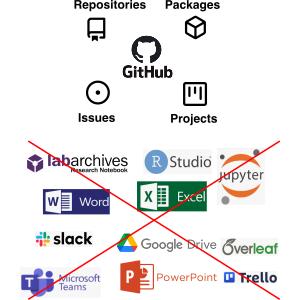 Repositories Packages
GitHub
Issues Projects
labarchives
Research Notebook
R Studio
jupyter
W Word
X Excel
slack
Google Drive
Overleaf
T Microsoft
Teams
P PowerPoint
Trello